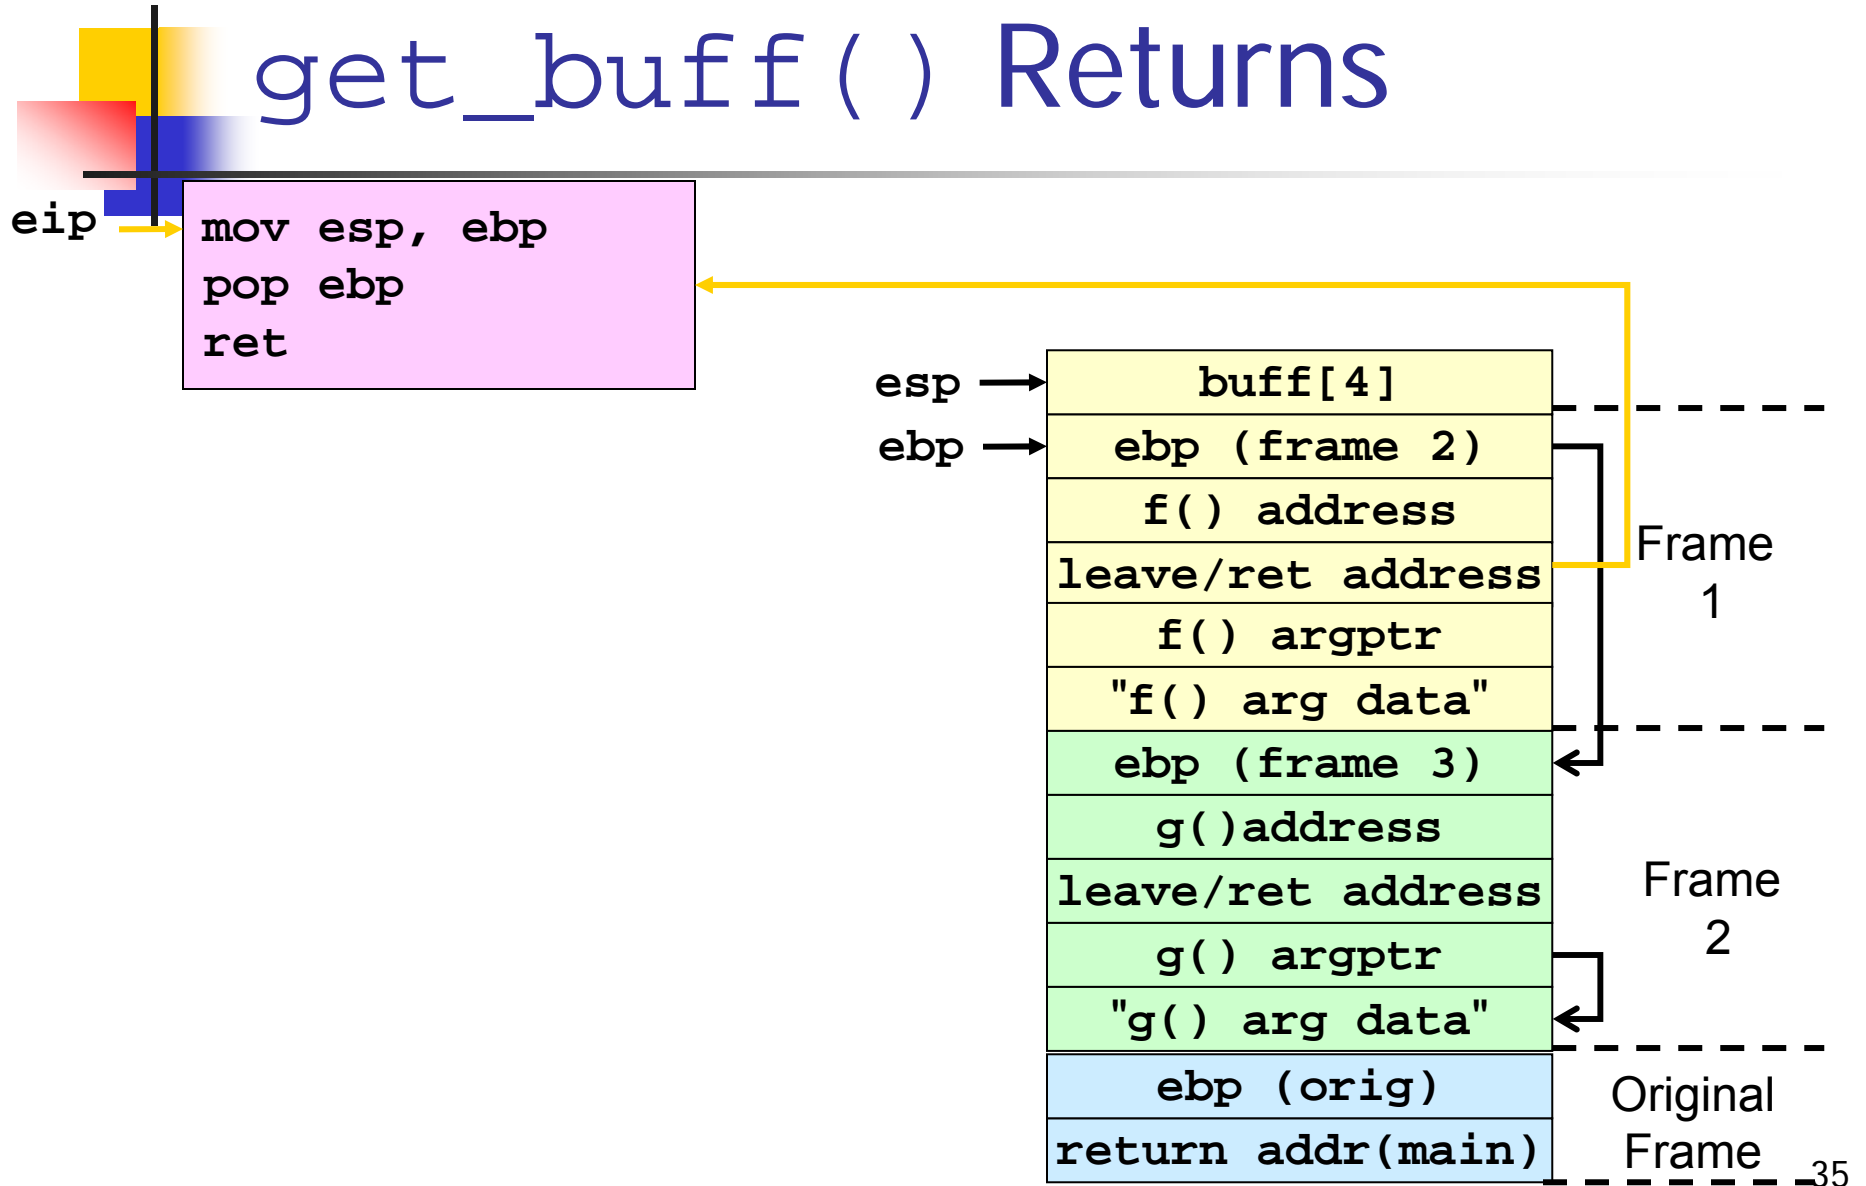 get_buff() Returns
eip
mov esp, ebp
pop ebp
ret
esp
buff[4]
ebp
ebp (frame 2)
f() address
leave/ret address
f() argptr
"f() arg data"
Frame
1
ebp (frame 3)
g()address
leave/ret address
g() argptr
"g() arg data"
Frame
2
ebp (orig)
return addr(main)
Original
Frame
35